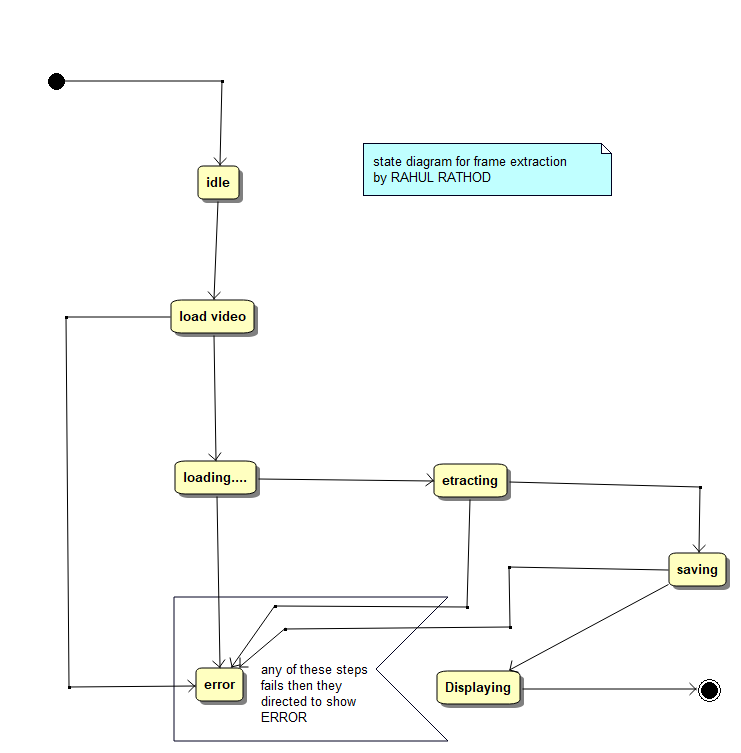 state diagram for frame extraction
by RAHUL RATHOD
idle
load video
loading....
etracting
saving
error
any of these steps
fails then they
directed to show
ERROR
Displaying